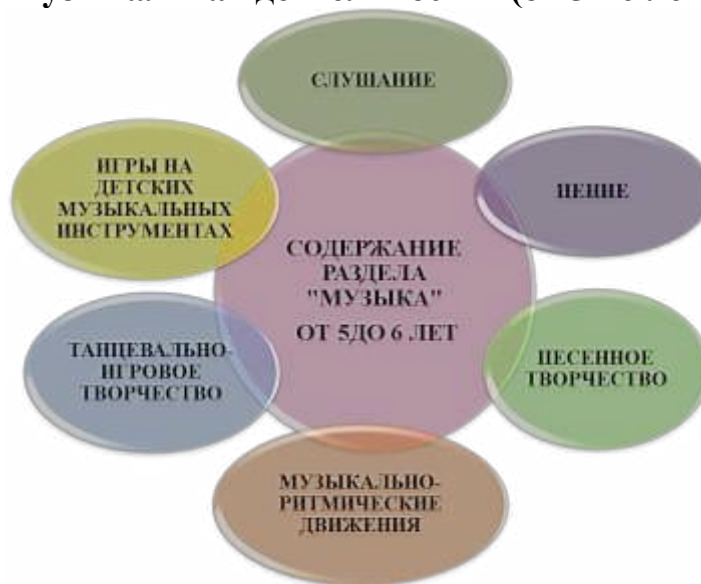 СЛУШАНИЕ
ИГРЫ НА
ДЕТСКИХ
МУЗЫКАЛЬНЫХ
ИНСТРУМЕНТАХ
ПЕНИЕ
СОДЕРЖАНИЕ
РАЗДЕЛА
"МУЗЫКА"
ОТ 5ДО 6 ЛЕТ
ТАНЦЕВАЛЬНО-
ИГРОВОЕ
ТВОРЧЕСТВО
ПЕСЕННОЕ
ТВОРЧЕСТВО
МУЗЫКАЛЬНО-
РИТМИЧЕСКИЕ
ДВИЖЕНИЯ